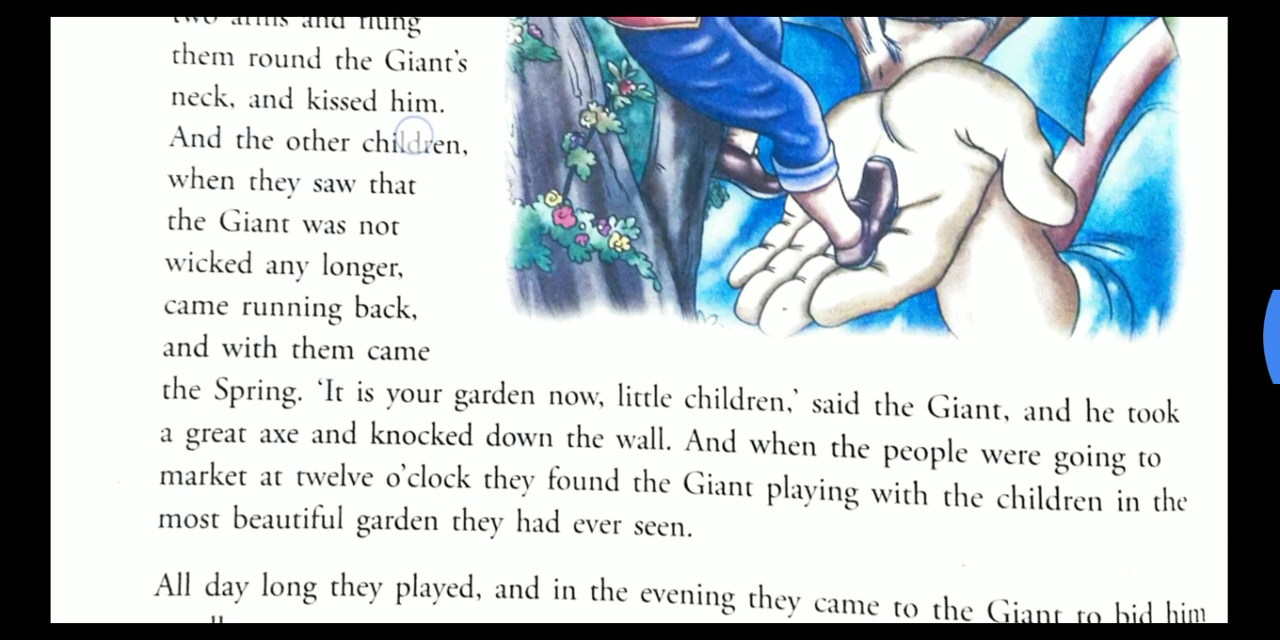 two arms and flung
them round the Giant's
neck, and kissed him.
And the other children,
when they saw that
the Giant was not
wicked any longer,
came running back,
and with them came
the Spring. ‘It is your garden now, little children,’ said the Giant, and he took
a great axe and knocked down the wall. And when the people were going to
market at twelve o’clock they found the Giant playing with the children in the
most beautiful garden they had ever seen.
All day long they played, and in the evening they came to the Giant to bid him